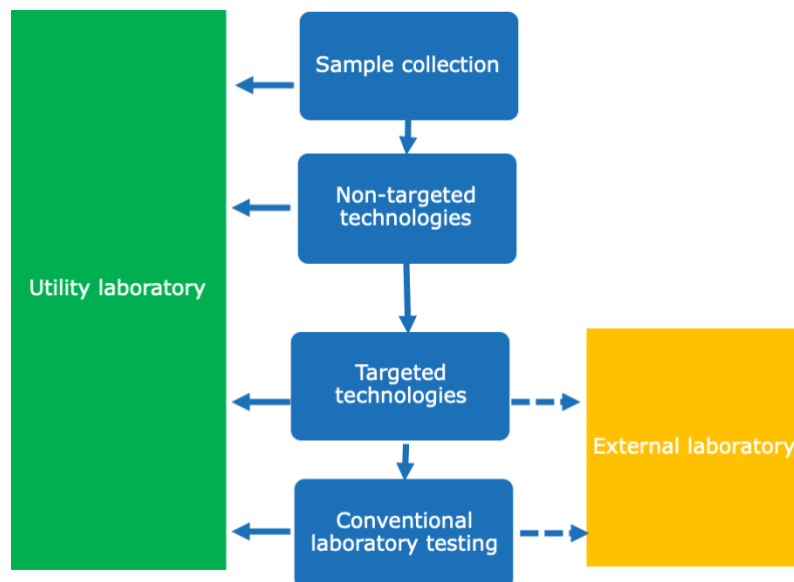 Sample collection
Non-targeted
technologies
Utility laboratory
Targeted
technologies
External laboratory
Conventional
laboratory testing